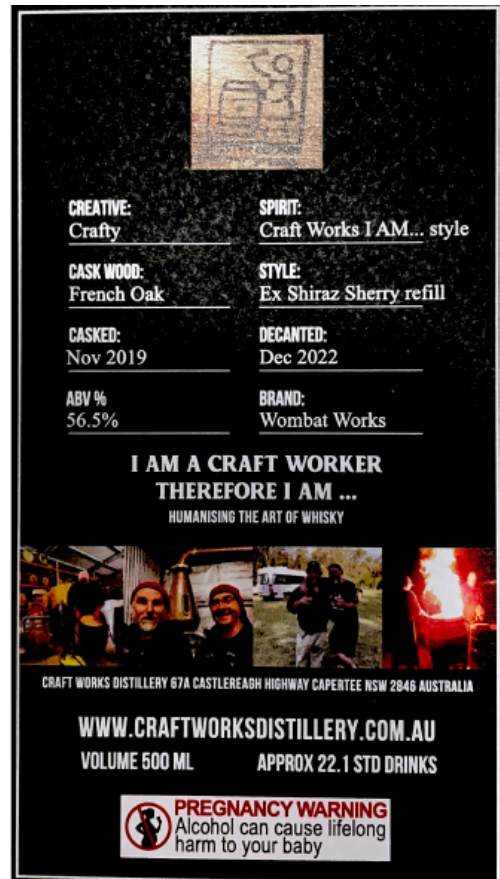 CREATIVE: SPIRIT:
Crafty Craft Works I AM... style
CASK WOOD: STYLE:
French Oak Ex Shiraz Sherry refill
CASKED: DECANTED:
Nov 2019 Dec 2022
ABV % BRAND:
56.5% Wombat Works
I AM A CRAFT WORKER
THEREFORE I AM ...
HUMANISING THE ART OF WHISKY
CRAFT WORKS DISTILLERY 67A CASTLEREAGH HIGHWAY CAPERTEE NSW 2846 AUSTRALIA
WWW.CRAFTWORKSDISTILLERY.COM.AU
VOLUME 500 ML APPROX 22.1 STD DRINKS
PREGNANCY WARNING
Alcohol can cause lifelong
harm to your baby